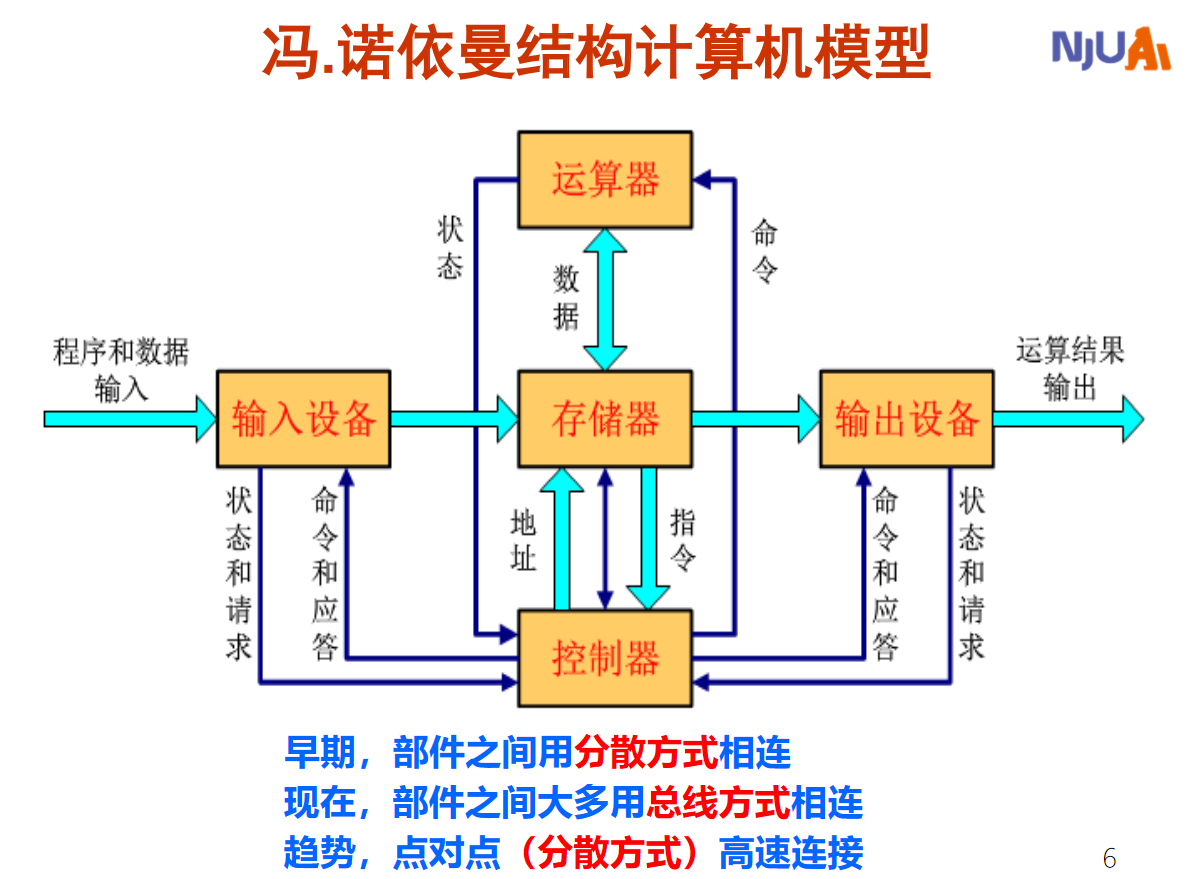 冯.诺依曼结构计算机模型
NJUAI
运算器
状态
命令
数据
程序和数据
输入
运算结果
输出
输入设备
存储器
输出设备
状态和请求
命令和应答
地址
指令
命令和应答
状态和请求
控制器
早期，部件之间用分散方式相连
现在，部件之间大多用总线方式相连
趋势，点对点（分散方式）高速连接
6